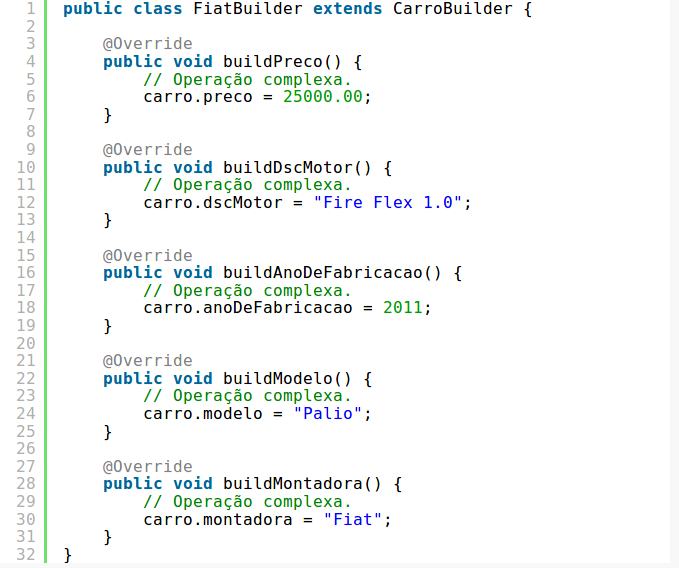 1 public class FiatBuilder extends CarroBuilder {
2
3     @Override
4     public void buildPreco() {
5         // Operação complexa.
6         carro.preco = 25000.00;
7     }
8
9     @Override
10     public void buildDscMotor() {
11         // Operação complexa.
12         carro.dscMotor = "Fire Flex 1.0";
13     }
14
15     @Override
16     public void buildAnoDeFabricacao() {
17         // Operação complexa.
18         carro.anoDeFabricacao = 2011;
19     }
20
21     @Override
22     public void buildModelo() {
23         // Operação complexa.
24         carro.modelo = "Palio";
25     }
26
27     @Override
28     public void buildMontadora() {
29         // Operação complexa.
30         carro.montadora = "Fiat";
31     }
32 }